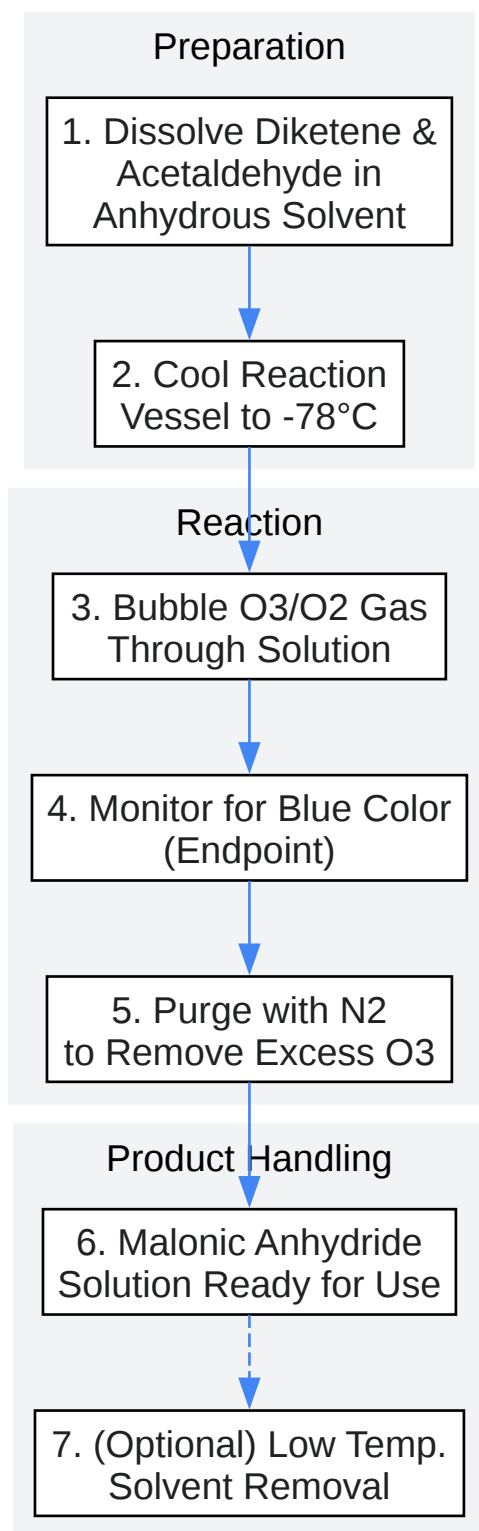 Preparation
1. Dissolve Diketene &
Acetaldehyde in
Anhydrous Solvent
2. Cool Reaction
Vessel to -78°C
Reaction
3. Bubble O3/O2 Gas
Through Solution
4. Monitor for Blue Color
(Endpoint)
5. Purge with N2
to Remove Excess O3
Product Handling
6. Malonic Anhydride
Solution Ready for Use
7. (Optional) Low Temp.
Solvent Removal